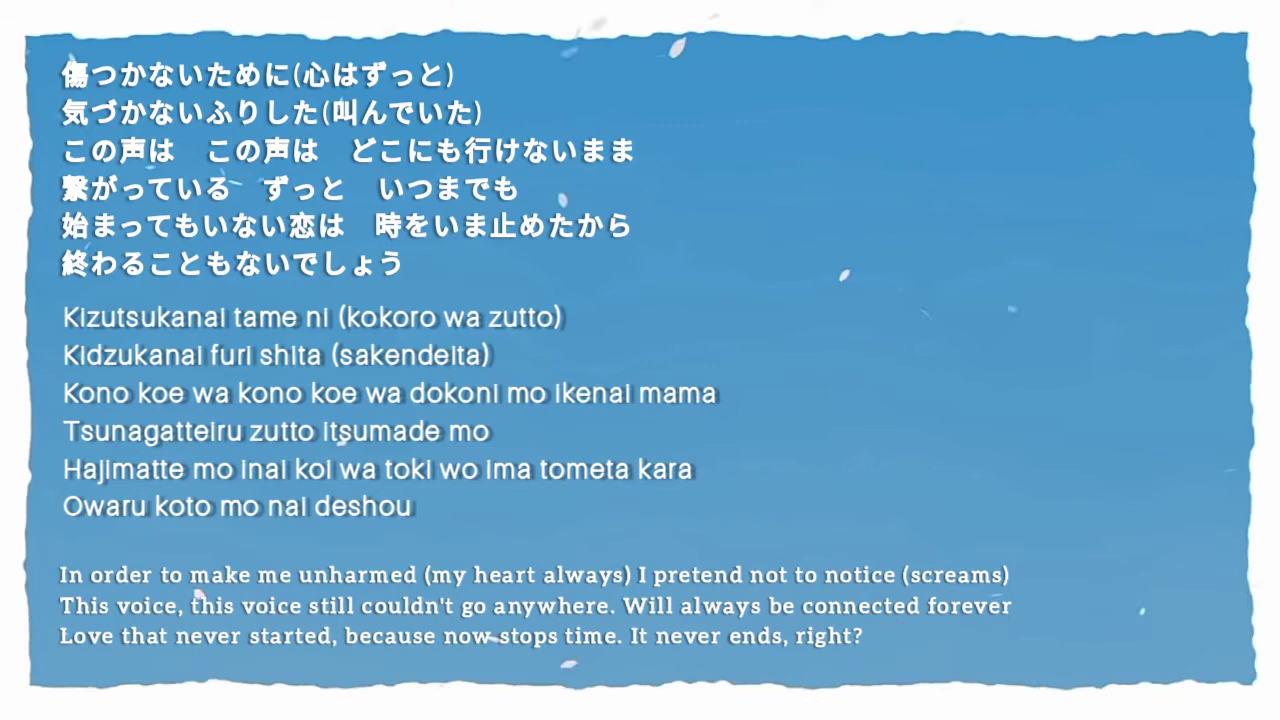 傷つかないために(心はずっと)
気づかないふりした(叫んでいた)
この声は　この声は　どこにも行けないまま
繋がっている　ずっと　いつまでも
始まってもいない恋は　時をいま止めたから
終わることもないでしょう
Kizutsukanai tame ni (kokoro wa zutto)
Kidzukanai furi shita (sakendeita)
Kono koe wa kono koe wa dokoni mo ikenai mama
Tsunagatteiru zutto itsumade mo
Hajimatte mo inai koi wa toki wo ima tometa kara
Owaru koto mo nai deshou
In order to make me unharmed (my heart always) I pretend not to notice (screams)
This voice, this voice still couldn't go anywhere. Will always be connected forever
Love that never started, because now stops time. It never ends, right?